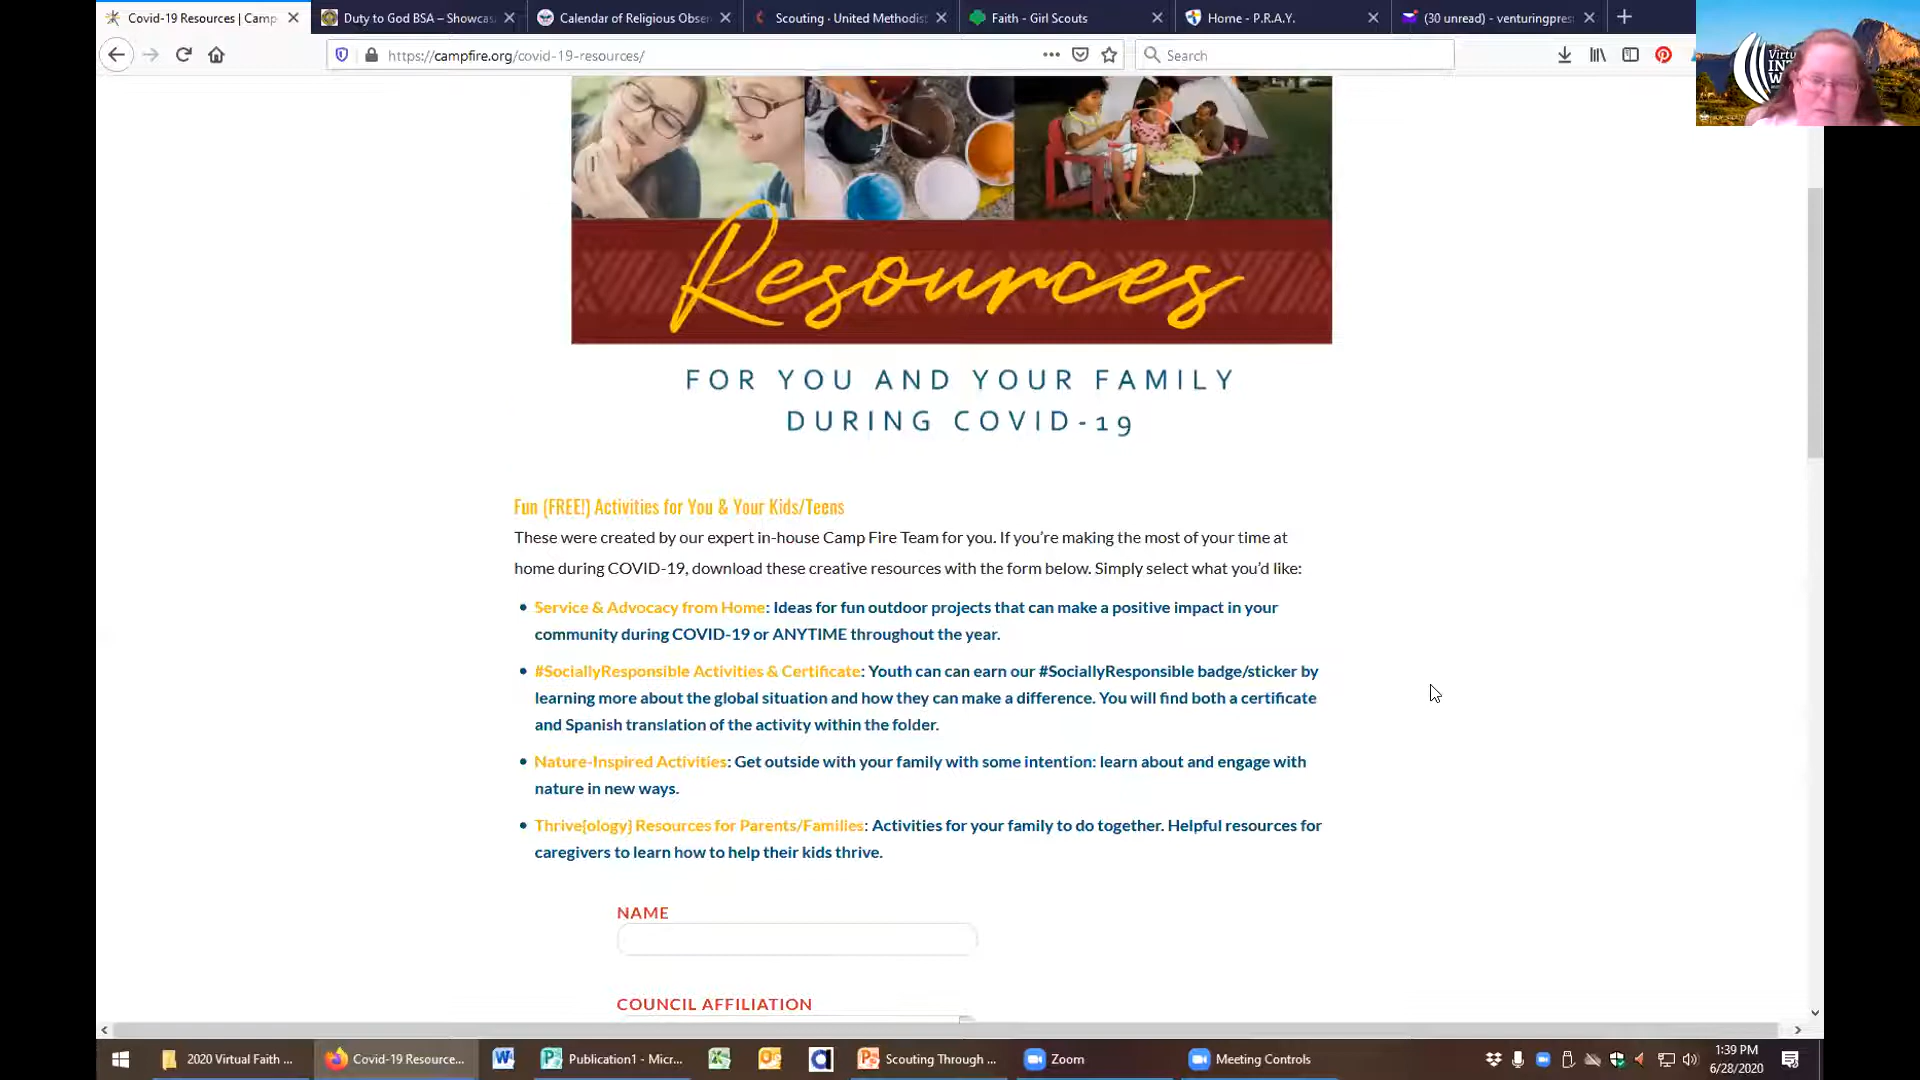 Covid-19 Resources | Camp
Duty to God BSA – Showcas
Calendar of Religious Obser
Scouting · United Methodis
Faith - Girl Scouts
Home - P.R.A.Y.
(30 unread) - venturingpres
https://campfire.org/covid-19-resources/
Search
Resources
FOR YOU AND YOUR FAMILY
DURING COVID-19
Fun (FREE!) Activities for You & Your Kids/Teens
These were created by our expert in-house Camp Fire Team for you. If you’re making the most of your time at
home during COVID-19, download these creative resources with the form below. Simply select what you’d like:
Service & Advocacy from Home: Ideas for fun outdoor projects that can make a positive impact in your
community during COVID-19 or ANYTIME throughout the year.
#SociallyResponsible Activities & Certificate: Youth can can earn our #SociallyResponsible badge/sticker by
learning more about the global situation and how they can make a difference. You will find both a certificate
and Spanish translation of the activity within the folder.
Nature-Inspired Activities: Get outside with your family with some intention: learn about and engage with
nature in new ways.
Thrive{ology} Resources for Parents/Families: Activities for your family to do together. Helpful resources for
caregivers to learn how to help their kids thrive.
NAME
COUNCIL AFFILIATION
2020 Virtual Faith ...
Covid-19 Resource...
Publication1 - Micr...
Scouting Through ...
Zoom
Meeting Controls
1:39 PM
6/28/2020